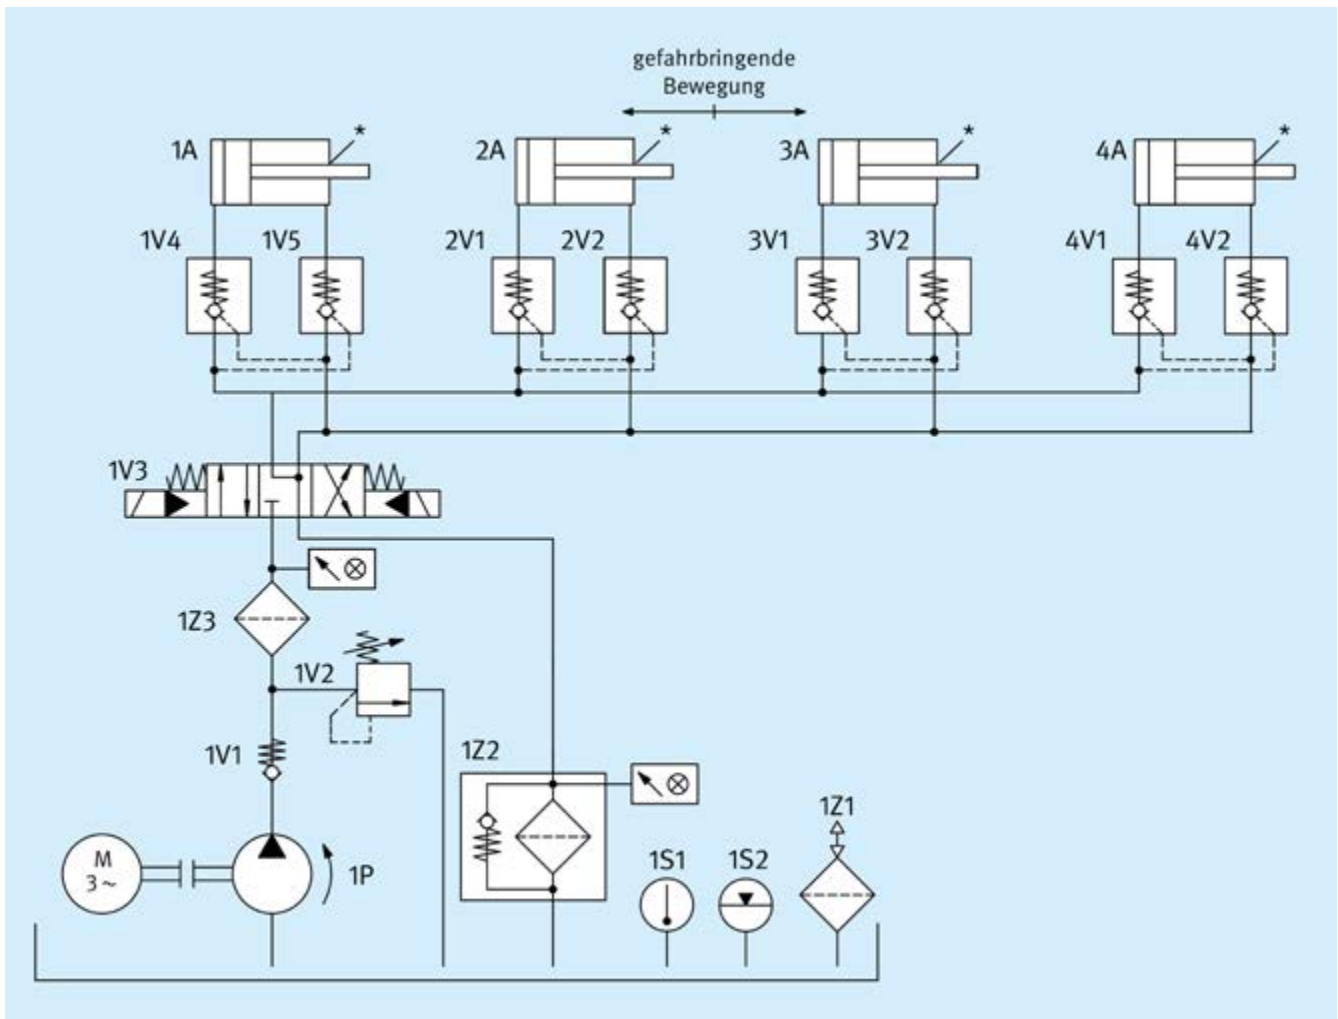 gefahrbringende
Bewegung
1A
*
2A
*
3A
*
4A
*
1V4
1V5
2V1
2V2
3V1
3V2
4V1
4V2
1V3
1Z3
1V2
1V1
1Z2
1Z1
M
3 ~
1P
1S1
1S2